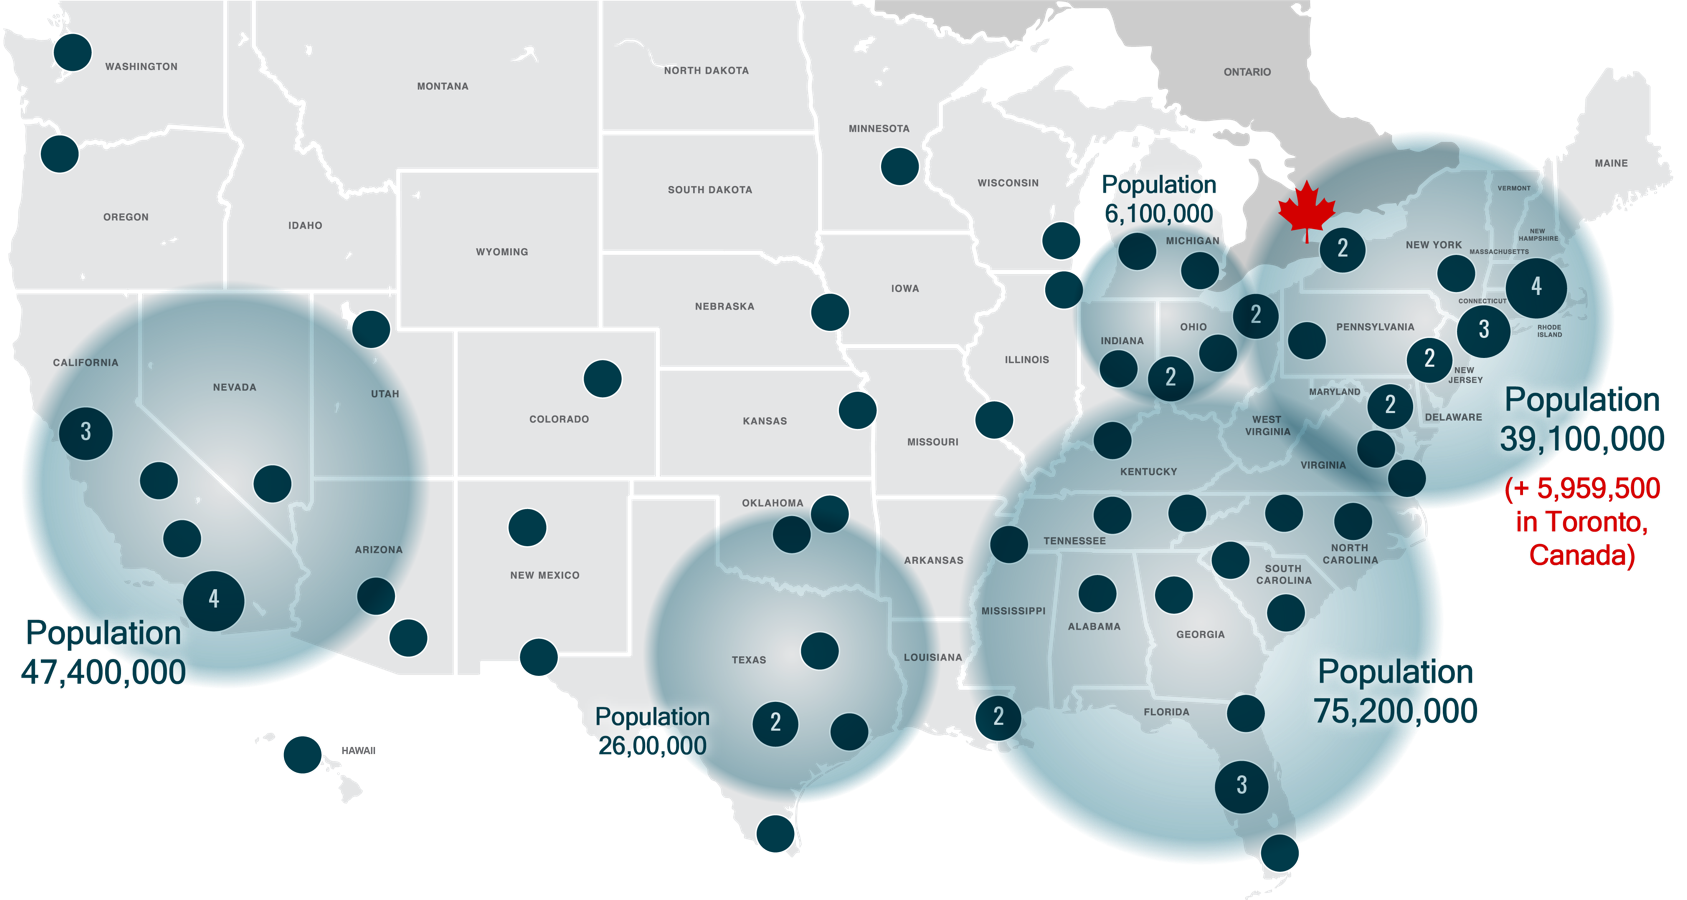 WASHINGTON
MONTANA
NORTH DAKOTA
MINNESOTA
ONTARIO
MAINE
OREGON
IDAHO
SOUTH DAKOTA
WISCONSIN
VERMONT
NEW
HAMPSHIRE
MASSACHUSETTS
Population
6,100,000
MICHIGAN
2
NEW YORK
4
WYOMING
IOWA
NEBRASKA
CONNECTICUT
RHODE
ISLAND
2
OHIO
INDIANA
PENNSYLVANIA
3
2
NEW
JERSEY
CALIFORNIA
NEVADA
UTAH
COLORADO
KANSAS
ILLINOIS
MISSOURI
2
MARYLAND
2
DELAWARE
WEST
VIRGINIA
VIRGINIA
KENTUCKY
Population
39,100,000
(+ 5,959,500
in Toronto,
Canada)
3
4
Population
47,400,000
ARIZONA
NEW MEXICO
OKLAHOMA
ARKANSAS
TENNESSEE
NORTH
CAROLINA
SOUTH
CAROLINA
MISSISSIPPI
ALABAMA
GEORGIA
TEXAS
LOUISIANA
2
2
Population
26,00,000
FLORIDA
3
Population
75,200,000
HAWAII